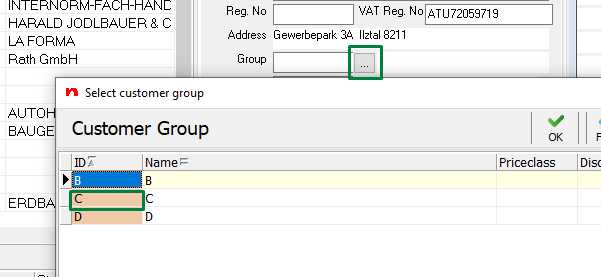 INTERNORM-FACH-HAND
HARALD JODLBAUER & C
LA FORMA
Rath GmbH
AUTOH
BAUGE
ERDBA
Reg. No
VAT Reg. No ATU72059719
Address Gewerbepark 3A Ilztal 8211
Group ...
Select customer group
Customer Group
OK
F
ID Name Priceclass Disc
B B
C C
D D